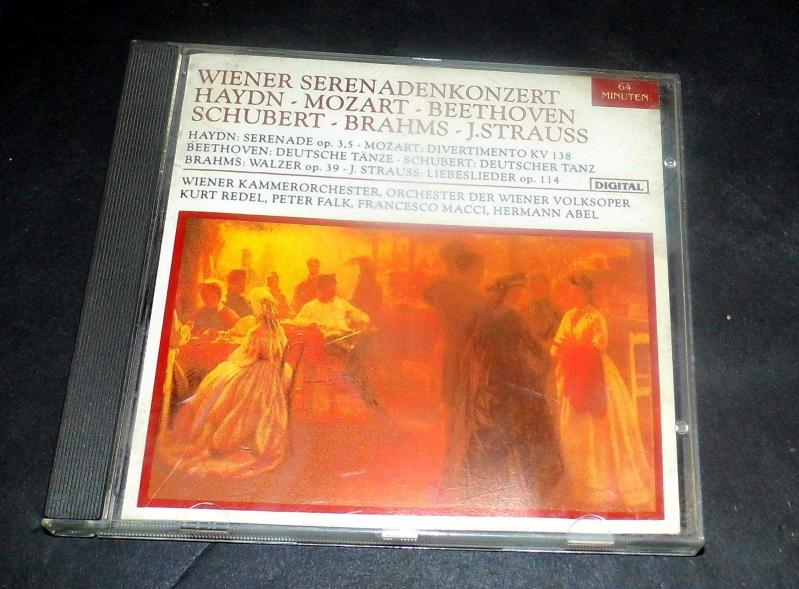 WIENER SERENADENKONZERT
HAYDN - MOZART - BEETHOVEN
SCHUBERT - BRAHMS - J.STRAUSS
64
MINUTEN
HAYDN: SERENADE op. 3,5 - MOZART: DIVERTIMENTO KV 138
BEETHOVEN: DEUTSCHE TÄNZE - SCHUBERT: DEUTSCHER TANZ
BRAHMS: WALZER op. 39 - J. STRAUSS: LIEBESLIEDER op. 114
DIGITAL
WIENER KAMMERORCHESTER, ORCHESTER DER WIENER VOLKSOPER
KURT REDEL, PETER FALK, FRANCESCO MACCI, HERMANN ABEL